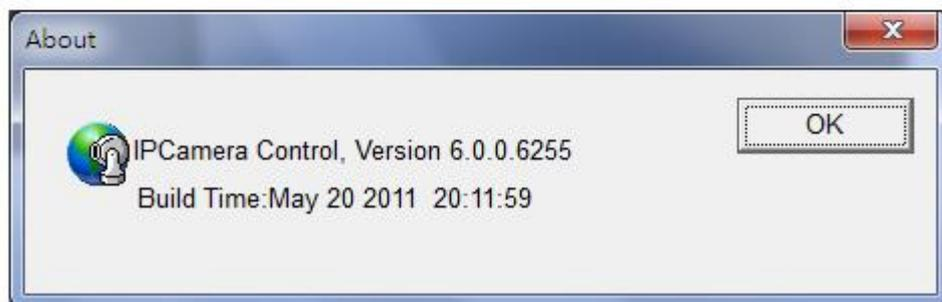 About
OK
IPCamera Control, Version 6.0.0.6255
Build Time:May 20 2011  20:11:59